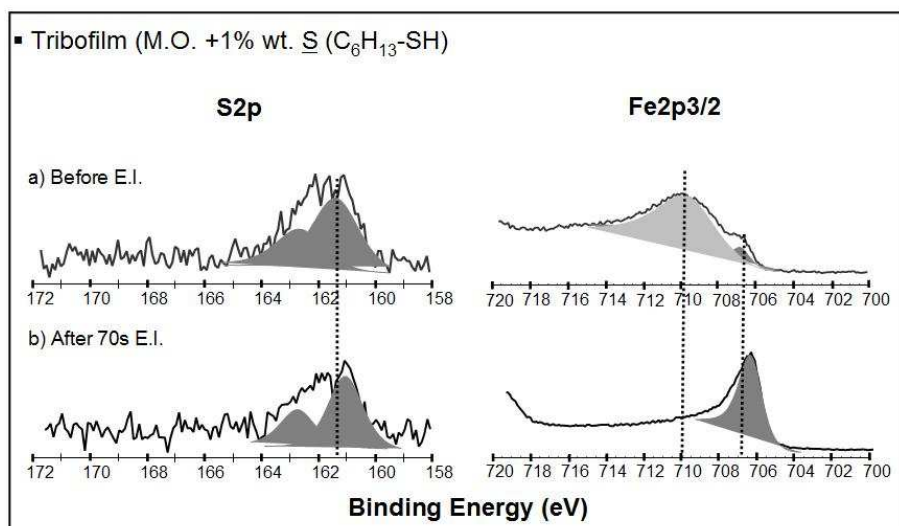 ▪ Tribofilm (M.O. +1% wt. S (C6H13-SH)
S2p
Fe2p3/2
a) Before E.I.
172 170 168 166 164 162 160 158
720 718 716 714 712 710 708 706 704 702 700
b) After 70s E.I.
172 170 168 166 164 162 160 158
720 718 716 714 712 710 708 706 704 702 700
Binding Energy (eV)